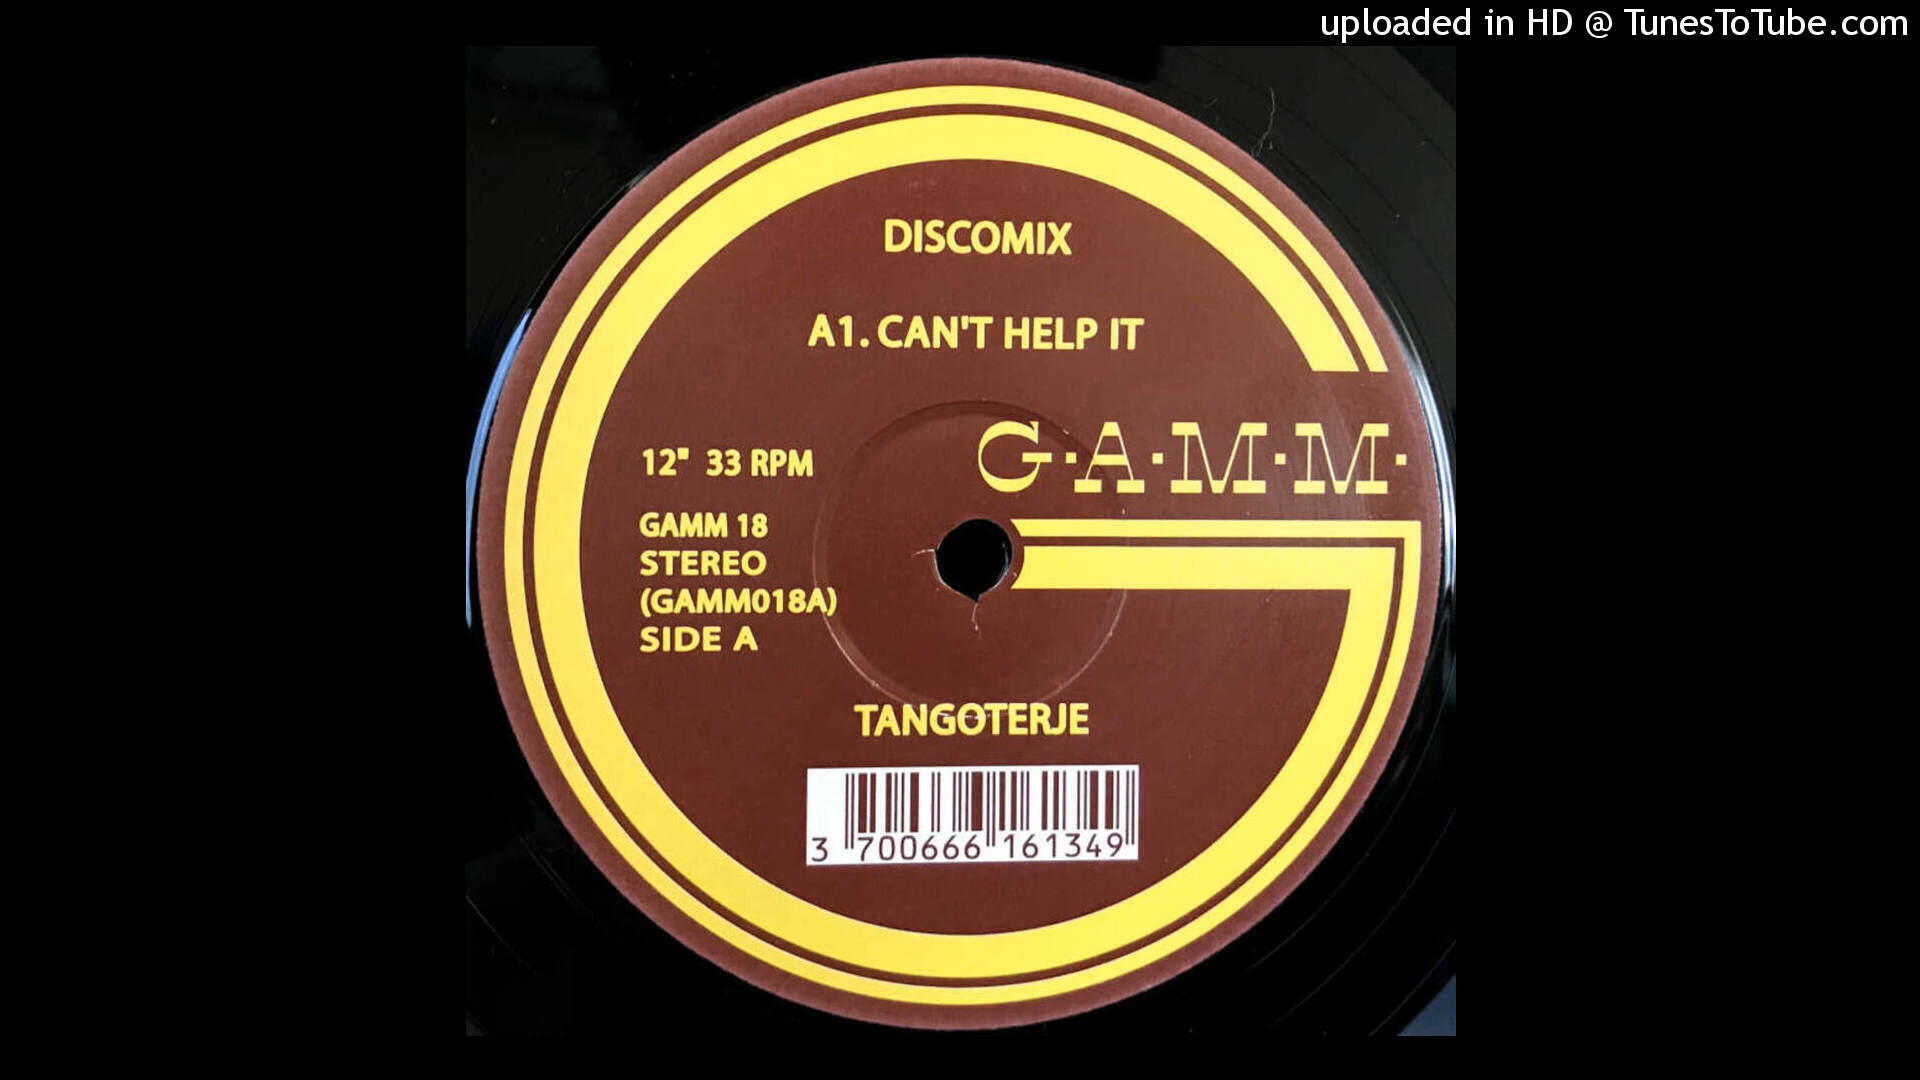 uploaded in HD @ TunesToTube.com
DISCOMIX
A1. CAN'T HELP IT
G·A·M·M·
12" 33 RPM
GAMM 18
STEREO
(GAMM018A)
SIDE A
TANGOTERJE
3 700666 161349